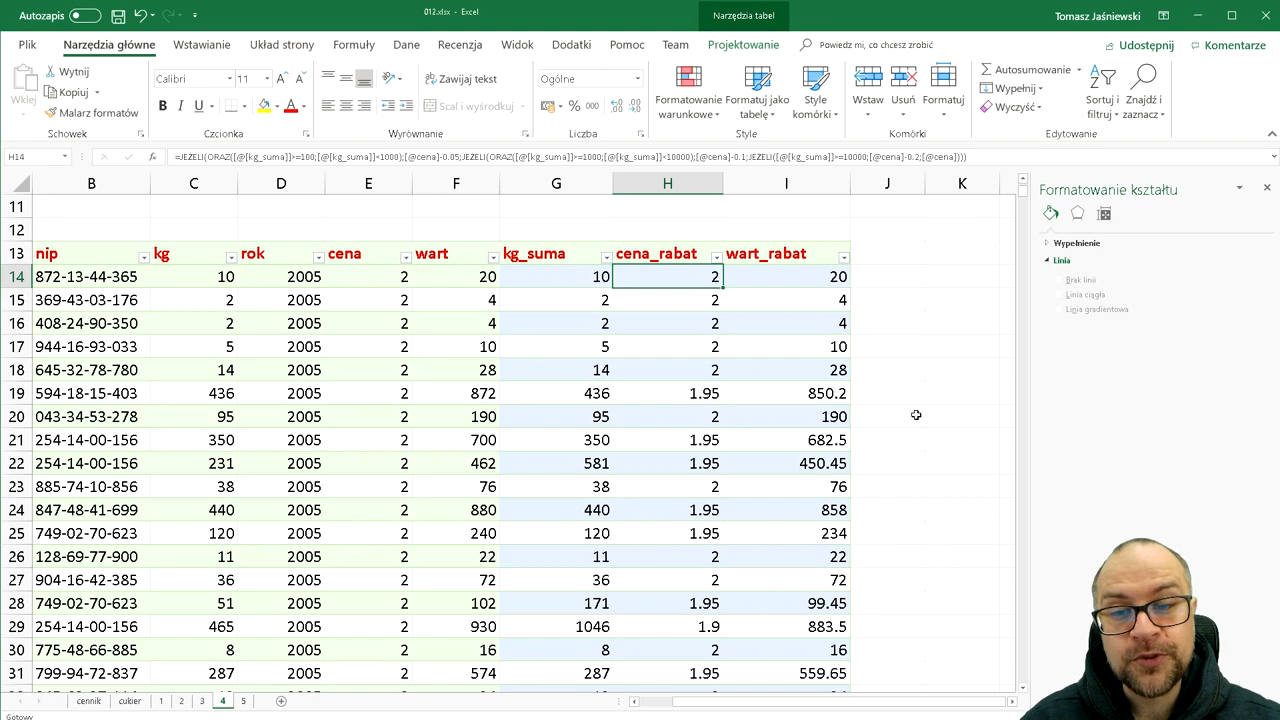 Autozapis
012.xlsx - Excel
Narzędzia tabel
Tomasz Jaśniewski
Plik
Narzędzia główne
Wstawianie
Układ strony
Formuły
Dane
Recenzja
Widok
Dodatki
Pomoc
Team
Projektowanie
Powiedz mi, co chcesz zrobić
Udostępnij
Komentarze
Wklej
Wytnij
Kopiuj
Malarz formatów
Schowek
Calibri
11
B I U
Czcionka
Zawijaj tekst
Scal i wyśrodkuj
Wyrównanie
Ogólne
% 000
Liczba
Formatowanie warunkowe
Formatuj jako tabelę
Style komórki
Style
Wstaw
Usuń
Formatuj
Komórki
Autosumowanie
Wypełnij
Wyczyść
Sortuj i filtruj
Znajdź i zaznacz
Edytowanie
H14
=JEŻELI(ORAZ([@[kg_suma]]>=100;[@[kg_suma]]<1000);[@cena]-0.05;JEŻELI(ORAZ([@[kg_suma]]>=1000;[@[kg_suma]]<10000);[@cena]-0.1;JEŻELI([@[kg_suma]]>=10000;[@cena]-0.2;[@cena])))
B C D E F G H I J K
11
12
13 nip kg rok cena wart kg_suma cena_rabat wart_rabat
14 872-13-44-365 10 2005 2 20 10 2 20
15 369-43-03-176 2 2005 2 4 2 2 4
16 408-24-90-350 2 2005 2 4 2 2 4
17 944-16-93-033 5 2005 2 10 5 2 10
18 645-32-78-780 14 2005 2 28 14 2 28
19 594-18-15-403 436 2005 2 872 436 1.95 850.2
20 043-34-53-278 95 2005 2 190 95 2 190
21 254-14-00-156 350 2005 2 700 350 1.95 682.5
22 254-14-00-156 231 2005 2 462 581 1.95 450.45
23 885-74-10-856 38 2005 2 76 38 2 76
24 847-48-41-699 440 2005 2 880 440 1.95 858
25 749-02-70-623 120 2005 2 240 120 1.95 234
26 128-69-77-900 11 2005 2 22 11 2 22
27 904-16-42-385 36 2005 2 72 36 2 72
28 749-02-70-623 51 2005 2 102 171 1.95 99.45
29 254-14-00-156 465 2005 2 930 1046 1.9 883.5
30 775-48-66-885 8 2005 2 16 8 2 16
31 799-94-72-837 287 2005 2 574 287 1.95 559.65
Formatowanie kształtu
Wypełnienie
Linia
Brak linii
Linia ciągła
Linia gradientowa
cennik cukier 1 2 3 4 5
Gotowy